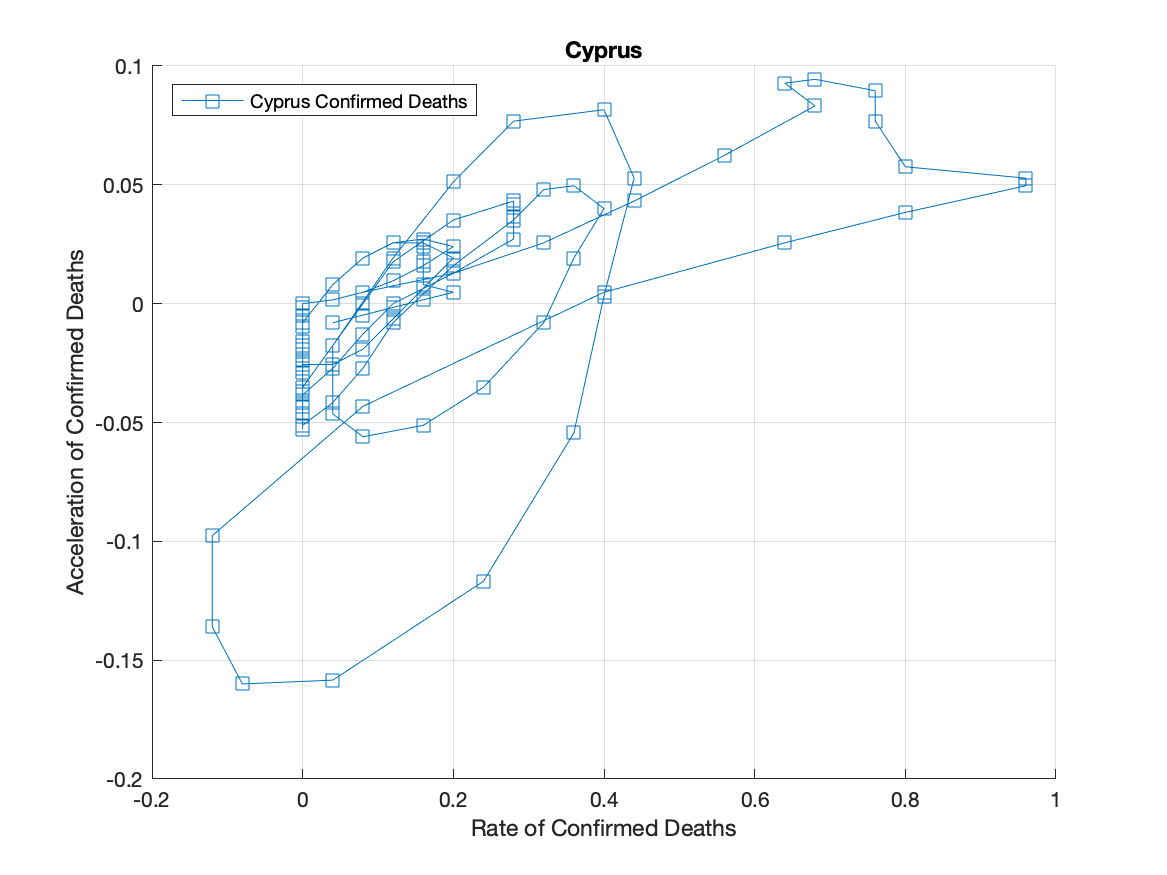 Cyprus
Cyprus Confirmed Deaths
0.1
0.05
0
-0.05
-0.1
-0.15
-0.2
Acceleration of Confirmed Deaths
-0.2 0 0.2 0.4 0.6 0.8 1
Rate of Confirmed Deaths